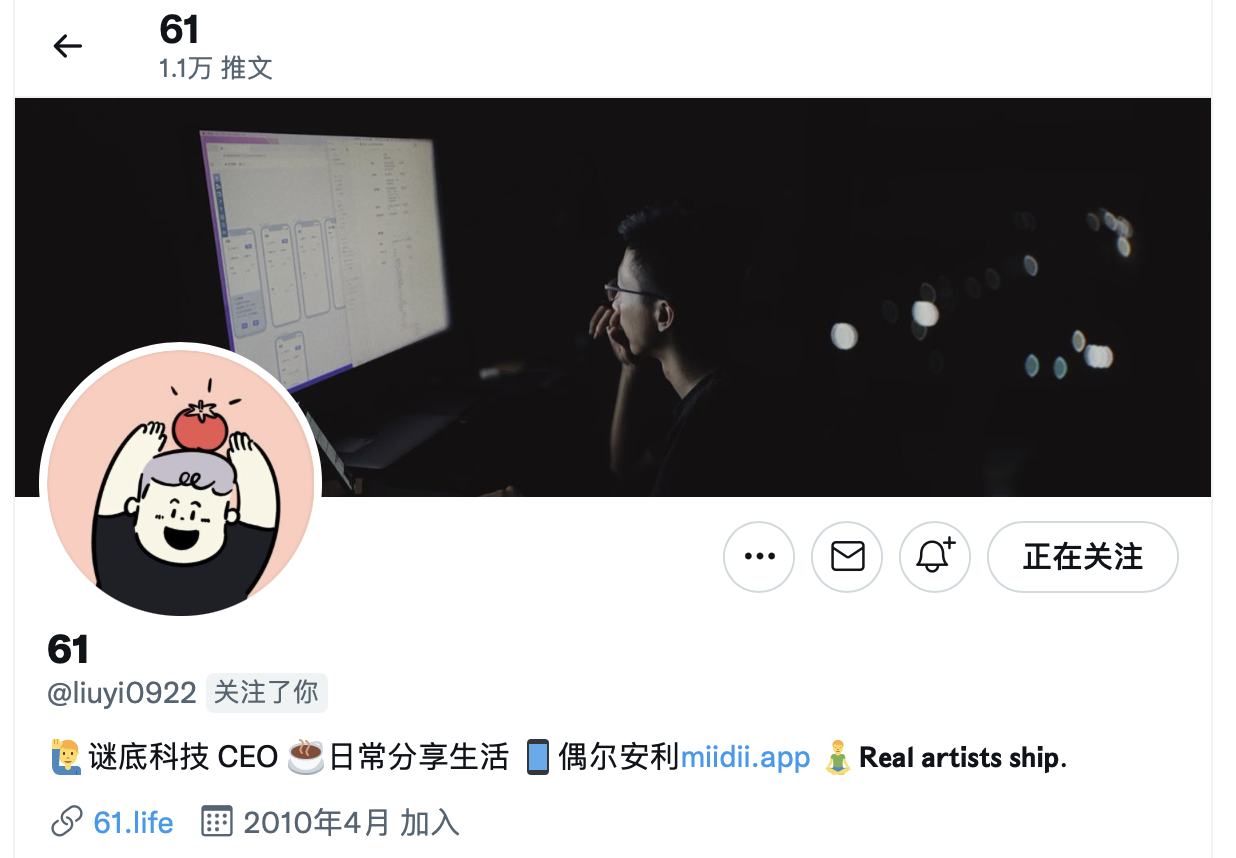 61
1.1万 推文
正在关注
61
@liuyi0922 关注了你
🙋‍♂️谜底科技 CEO ☕日常分享生活 📱偶尔安利miidii.app 🧘‍♂️Real artists ship.
61.life 2010年4月 加入